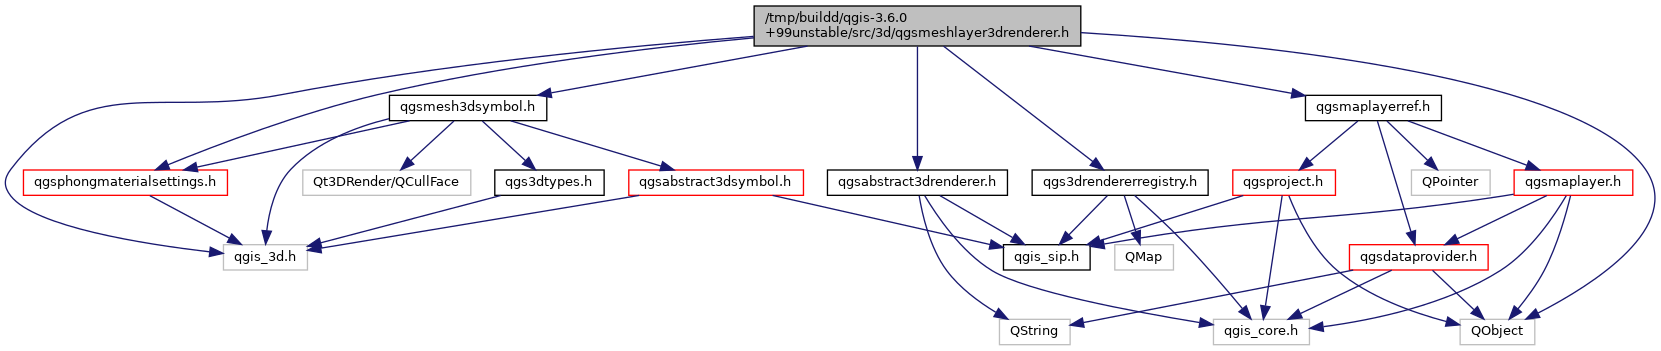 /tmp/buildd/qgis-3.6.0
+99unstable/src/3d/qgsmeshlayer3drenderer.h
qgsmesh3dsymbol.h
qgsmaplayerref.h
qgsphongmaterialsettings.h
Qt3DRender/QCullFace
qgs3dtypes.h
qgsabstract3dsymbol.h
qgsabstract3drenderer.h
qgs3drendererregistry.h
qgsproject.h
QPointer
qgsmaplayer.h
qgis_3d.h
qgis_sip.h
QMap
qgsdataprovider.h
QString
qgis_core.h
QObject